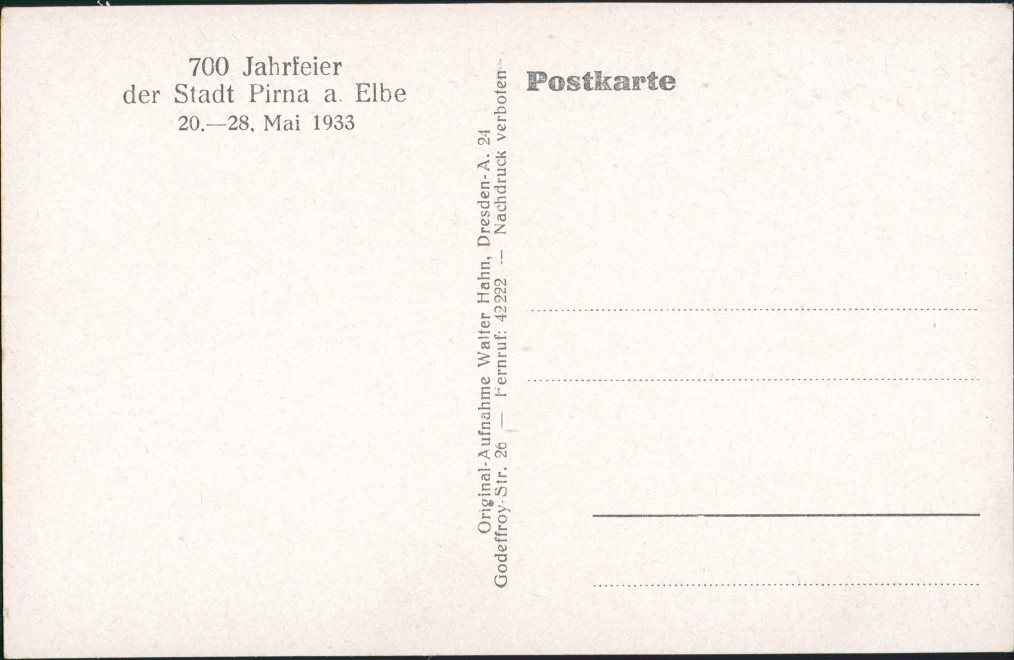 700 Jahrfeier
der Stadt Pirna a. Elbe
20.—28. Mai 1933
Original-Aufnahme Walter Hahn, Dresden-A. 24
Godeffroy-Str. 26 — Fernruf: 42222 — Nachdruck verboten
Postkarte